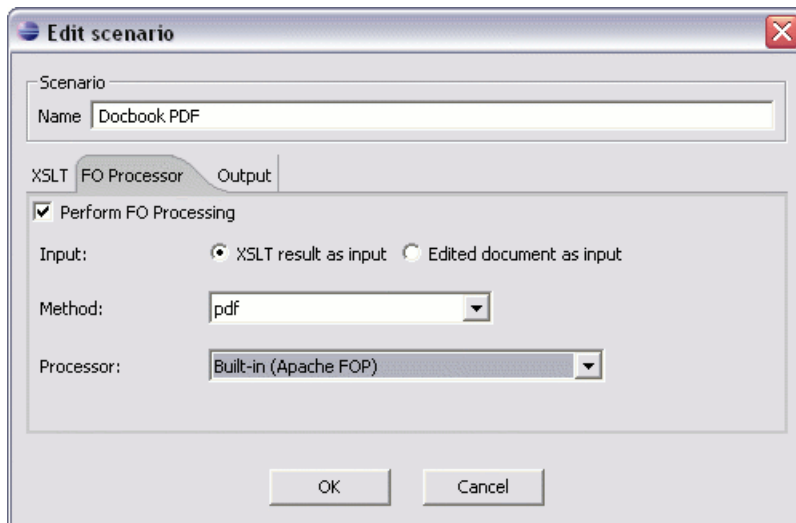 Edit scenario
Scenario
Name Docbook PDF
XSLT FO Processor Output
Perform FO Processing
Input: XSLT result as input Edited document as input
Method: pdf
Processor: Built-in (Apache FOP)
OK Cancel